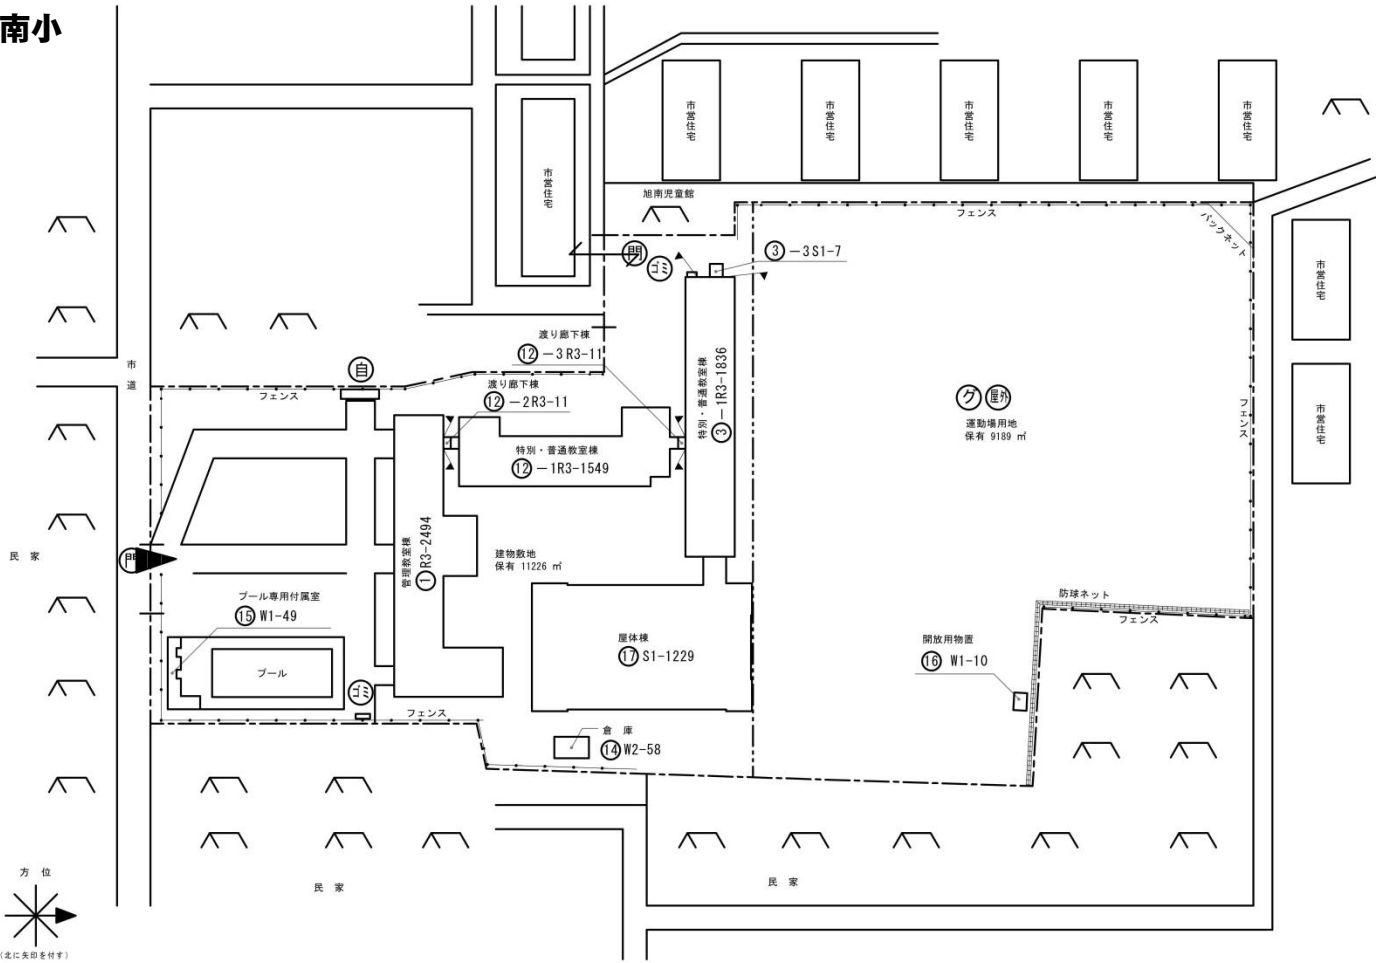 南小
市営住宅
市営住宅
市営住宅
市営住宅
市営住宅
市営住宅
旭南児童館
フェンス
バックネット
門
ゴミ
③－3S1-7
市営住宅
渡り廊下棟
⑫－3R3-11
市道
自
フェンス
渡り廊下棟
⑫－2R3-11
特別・普通教室棟
③－1R3-1836
グ 屋外
運動場用地
保有 9189 ㎡
フェンス
市営住宅
特別・普通教室棟
⑫－1R3-1549
管理教室棟
①R3-2494
民 家
門
建物敷地
保有 11226 ㎡
プール専用付属室
⑮W1-49
防球ネット
フェンス
屋体棟
⑰S1-1229
開放用物置
⑯ W1-10
プール
ゴミ
フェンス
倉 庫
⑭W2-58
方 位
民 家
民 家
(北に矢印を付す)